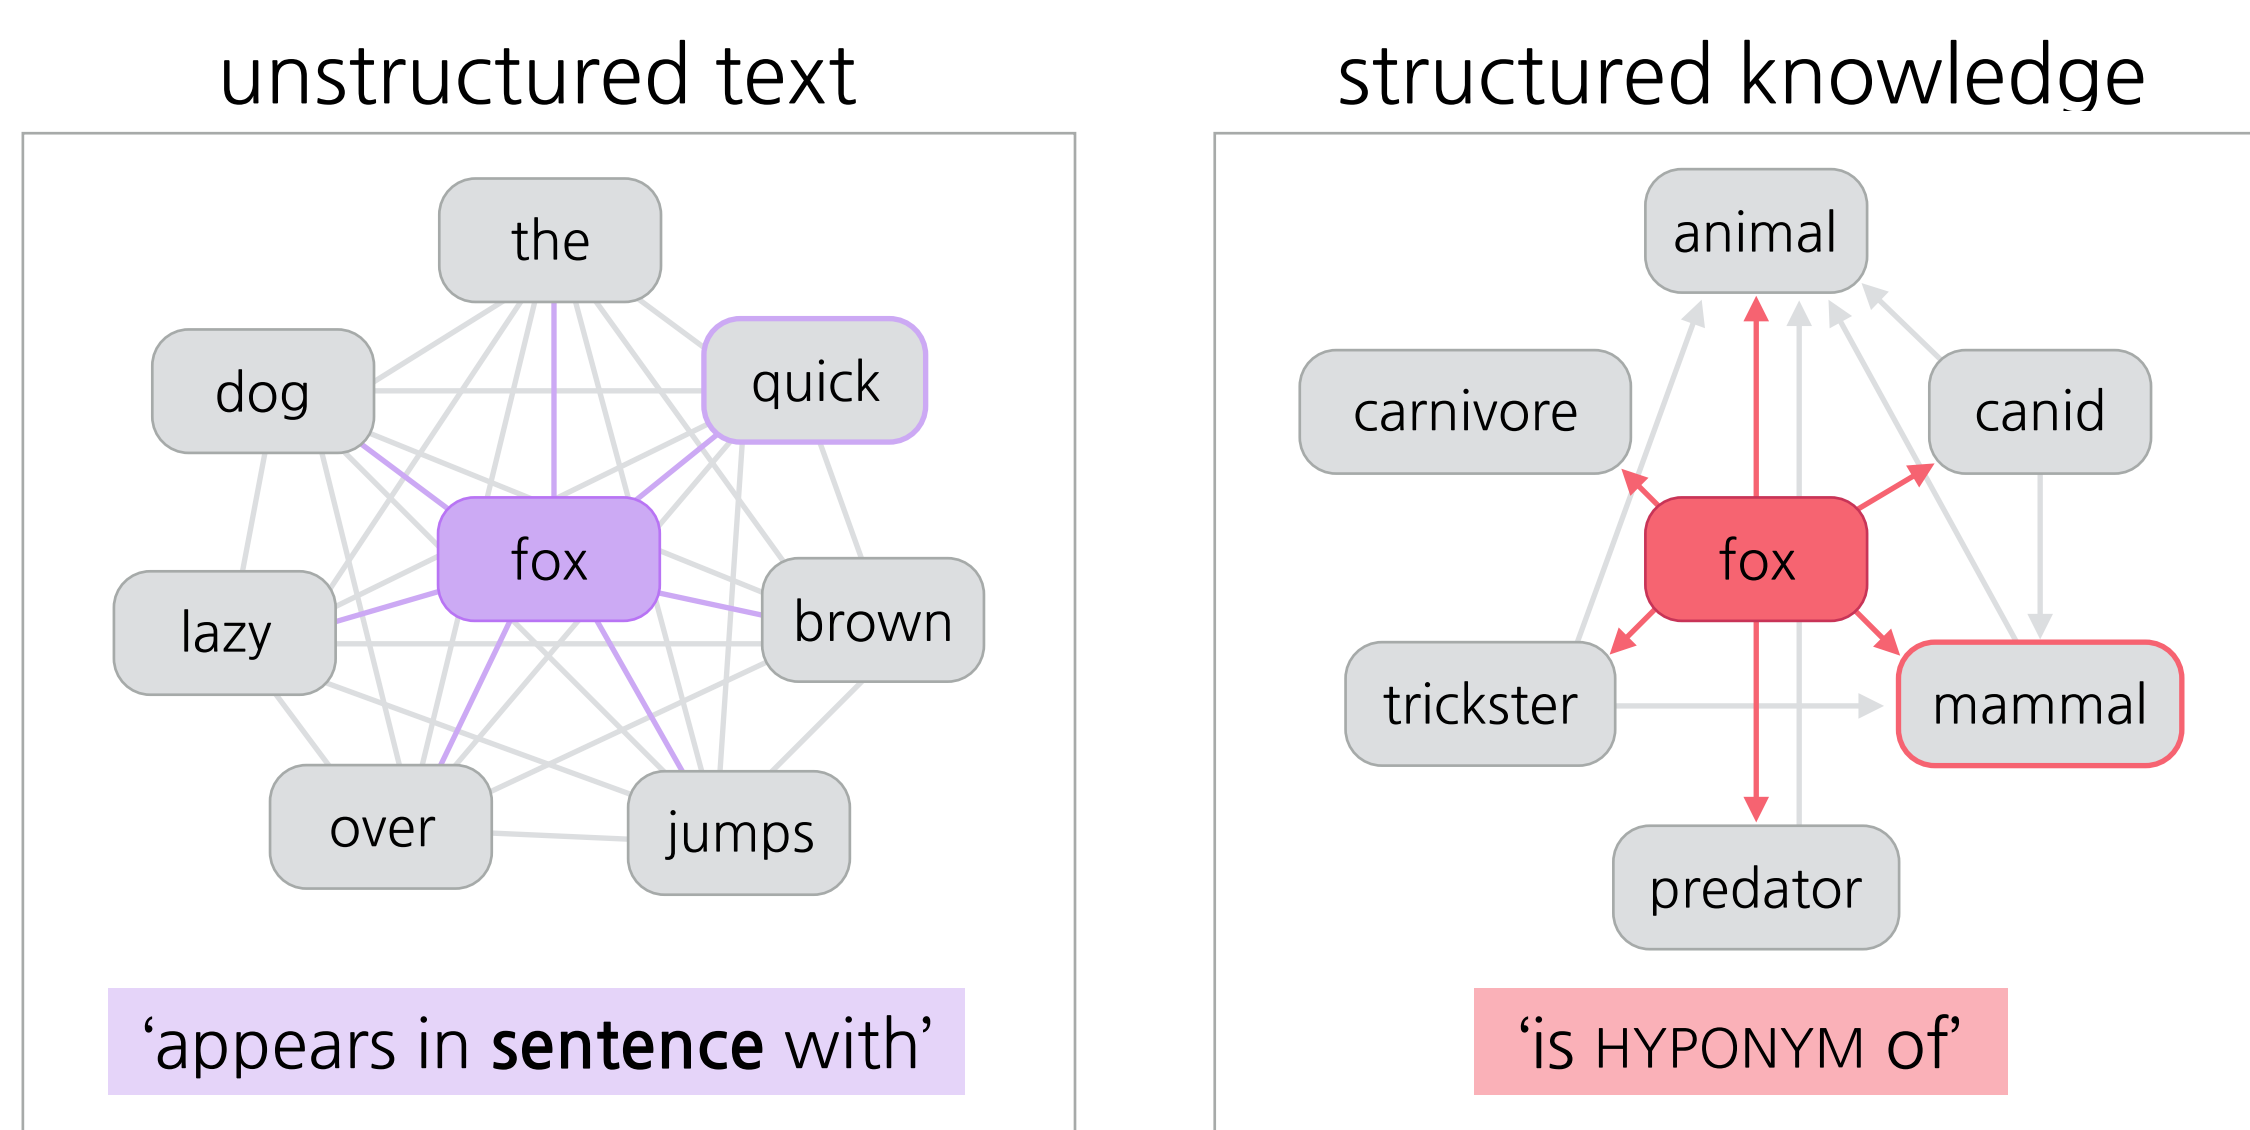 unstructured text
the
dog
quick
fox
lazy
brown
over
jumps
‘appears in sentence with’
structured knowledge
animal
carnivore
canid
fox
trickster
mammal
predator
‘is HYPONYM of’